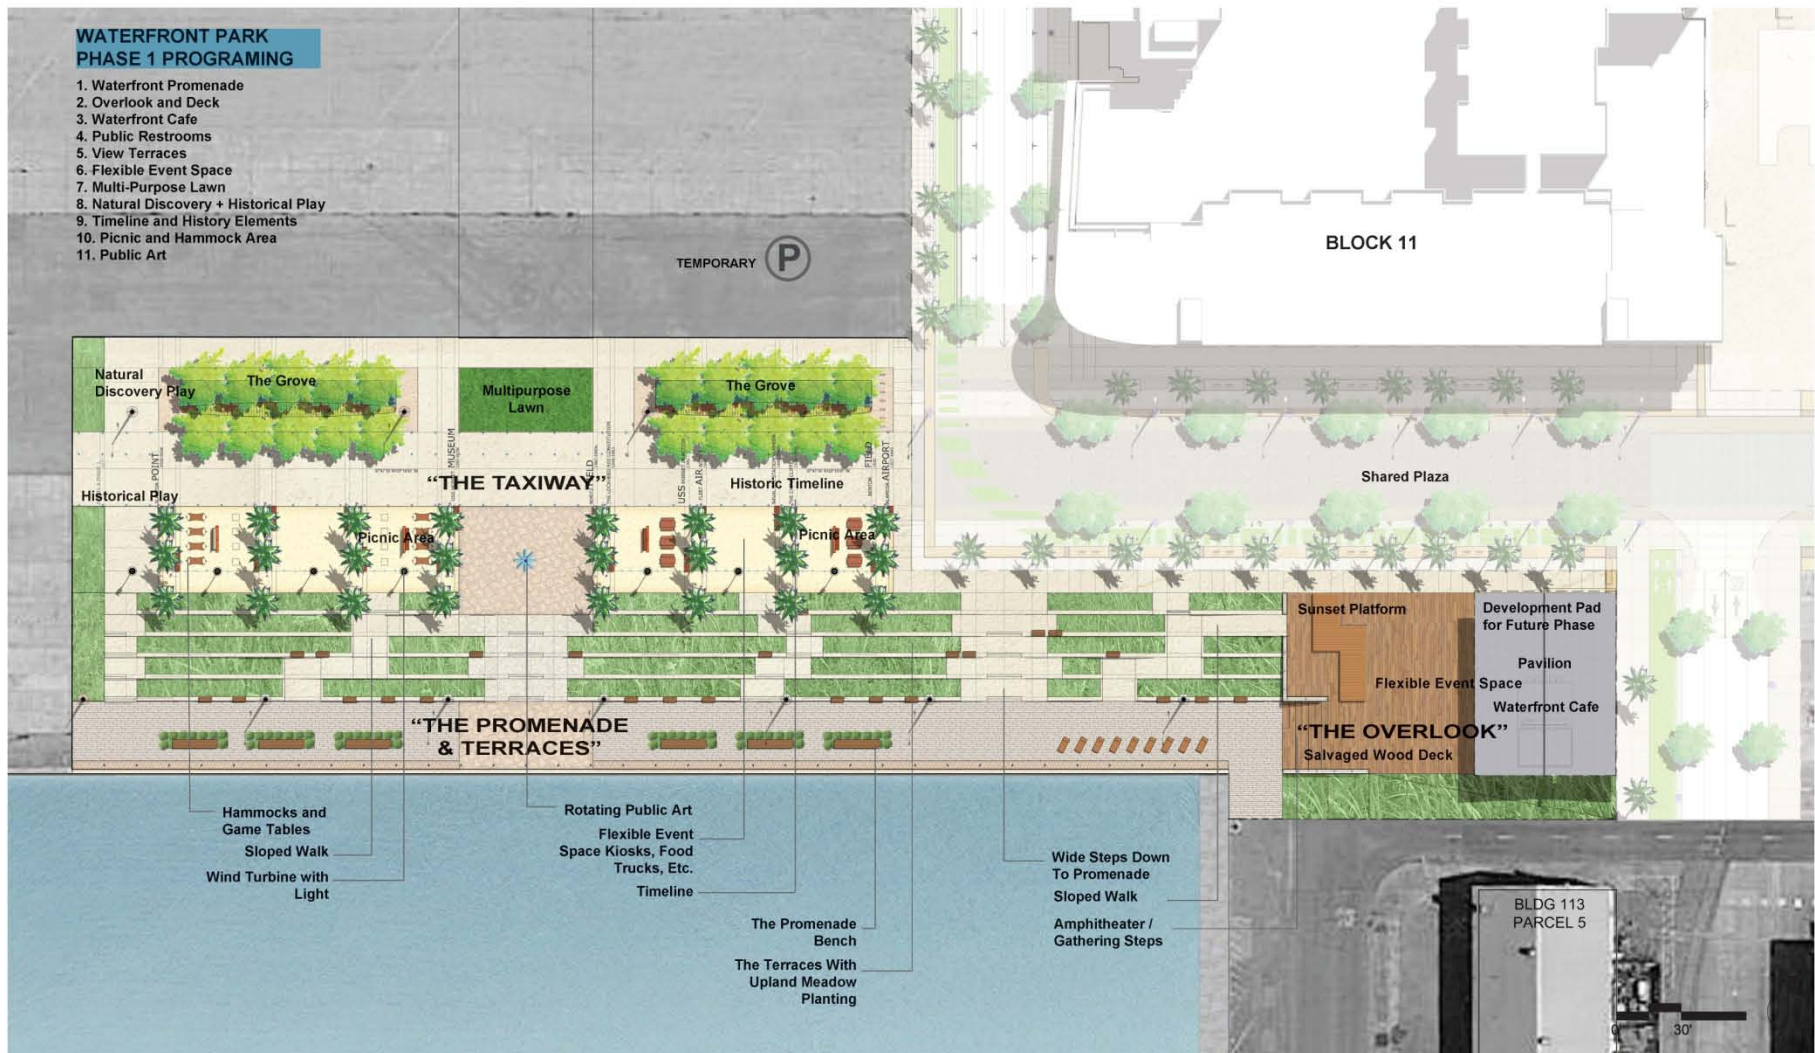 WATERFRONT PARK
PHASE 1 PROGRAMING
1. Waterfront Promenade
2. Overlook and Deck
3. Waterfront Cafe
4. Public Restrooms
5. View Terraces
6. Flexible Event Space
7. Multi-Purpose Lawn
8. Natural Discovery + Historical Play
9. Timeline and History Elements
10. Picnic and Hammock Area
11. Public Art
TEMPORARY P
BLOCK 11
Natural
Discovery Play
The Grove
Multipurpose
Lawn
The Grove
POINT
MUSEUM
USS
AIR
FIELD
AIRPORT
Historical Play
“THE TAXIWAY”
Historic Timeline
Shared Plaza
Picnic Area
Picnic Area
Sunset Platform
Development Pad
for Future Phase
Pavilion
Flexible Event Space
Waterfront Cafe
“THE PROMENADE
& TERRACES”
“THE OVERLOOK”
Salvaged Wood Deck
Hammocks and
Game Tables
Sloped Walk
Wind Turbine with
Light
Rotating Public Art
Flexible Event
Space Kiosks, Food
Trucks, Etc.
Timeline
The Promenade
Bench
The Terraces With
Upland Meadow
Planting
Wide Steps Down
To Promenade
Sloped Walk
Amphitheater /
Gathering Steps
BLDG 113
PARCEL 5
0 30'